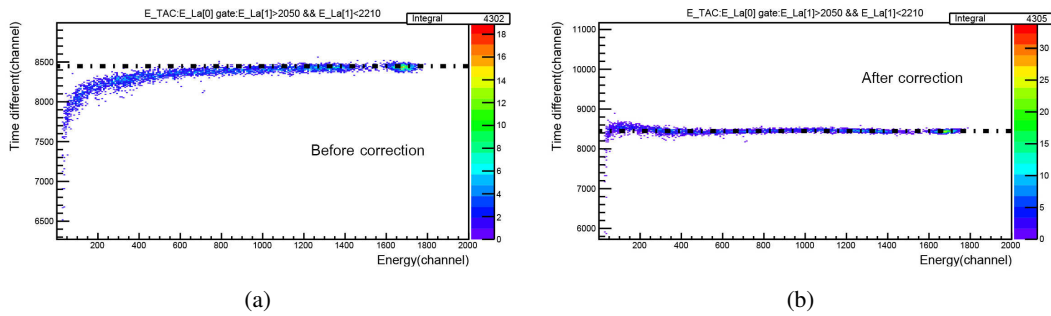 E_TAC:E_La[0] gate:E_La[1]>2050 && E_La[1]<2210
Integral 4302
Time different(channel)
8500
8000
7500
7000
6500
Before correction
200 400 600 800 1000 1200 1400 1600 1800 2000
Energy(channel)
18
16
14
12
10
8
6
4
2
0
(a)
E_TAC:E_La[0] gate:E_La[1]>2050 && E_La[1]<2210
Integral 4305
Time different(channel)
11000
10000
9000
8000
7000
6000
After correction
200 400 600 800 1000 1200 1400 1600 1800 2000
Energy(channel)
30
25
20
15
10
5
0
(b)